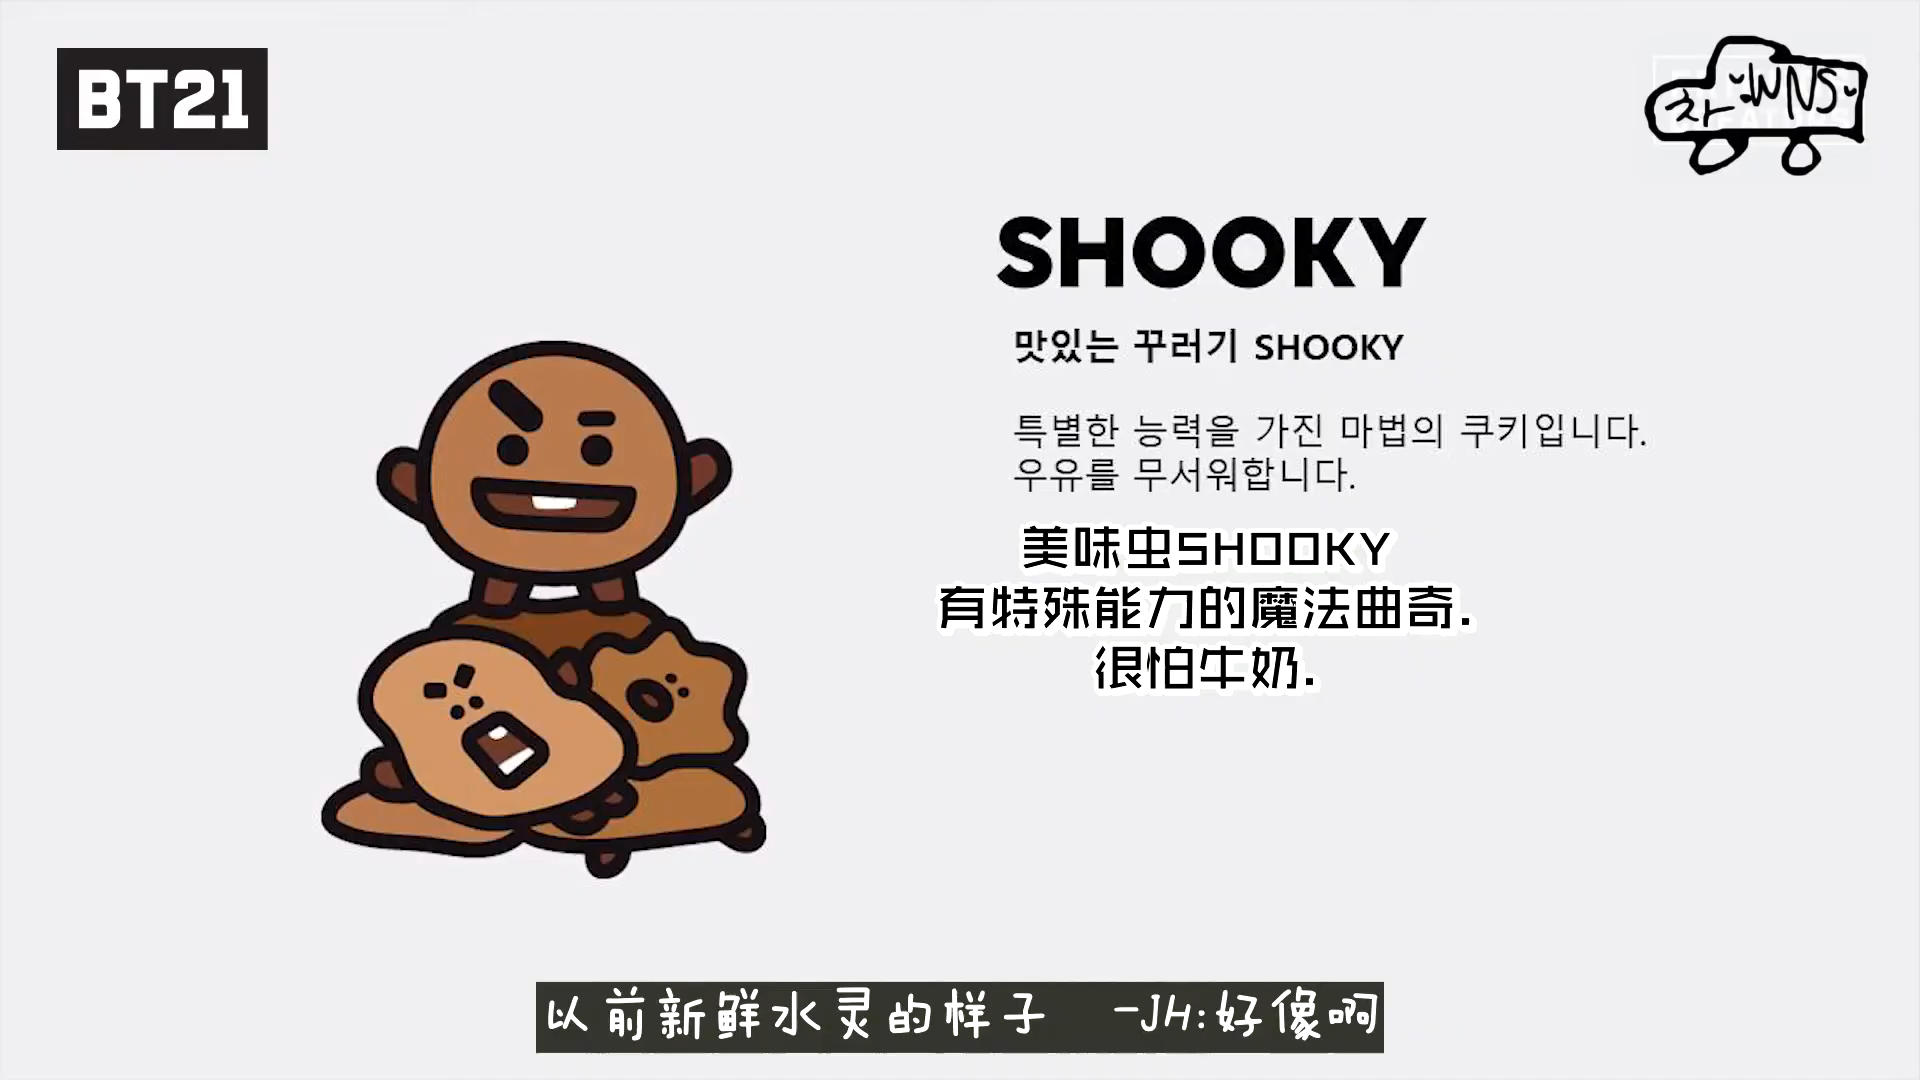 BT21
차 WNS
SHOOKY
맛있는 꾸러기 SHOOKY
특별한 능력을 가진 마법의 쿠키입니다.
우유를 무서워합니다.
美味虫SHOOKY
有特殊能力的魔法曲奇.
很怕牛奶.
以前新鲜水灵的样子 -JH:好像啊